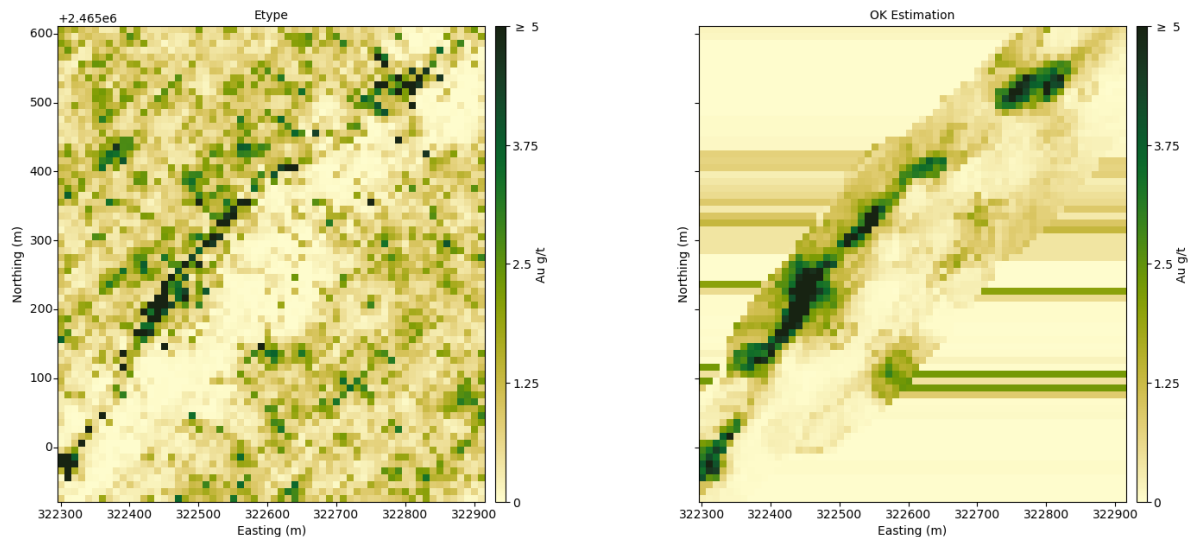 Etype
+2.465e6
600
500
400
300
200
100
0
Northing (m)
322300 322400 322500 322600 322700 322800 322900
Easting (m)
≥ 5
3.75
2.5
1.25
0
Au g/t
OK Estimation
Northing (m)
322300 322400 322500 322600 322700 322800 322900
Easting (m)
≥ 5
3.75
2.5
1.25
0
Au g/t